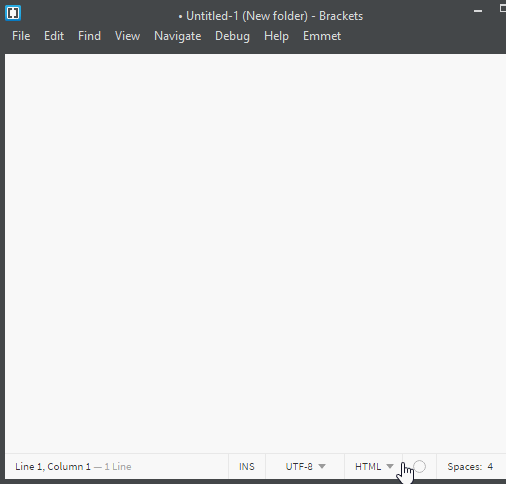 • Untitled-1 (New folder) - Brackets
File Edit Find View Navigate Debug Help Emmet
Line 1, Column 1 — 1 Line INS UTF-8 HTML Spaces: 4